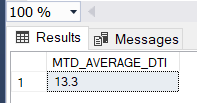 100 %
Results Messages
MTD_AVERAGE_DTI
1 13.3